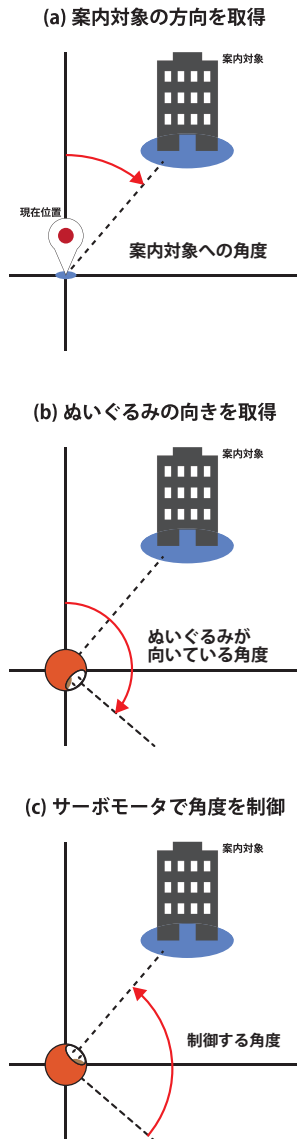 (a) 案内対象の方向を取得
案内対象
現在位置
案内対象への角度
(b) ぬいぐるみの向きを取得
案内対象
ぬいぐるみが
向いている角度
(c) サーボモータで角度を制御
案内対象
制御する角度